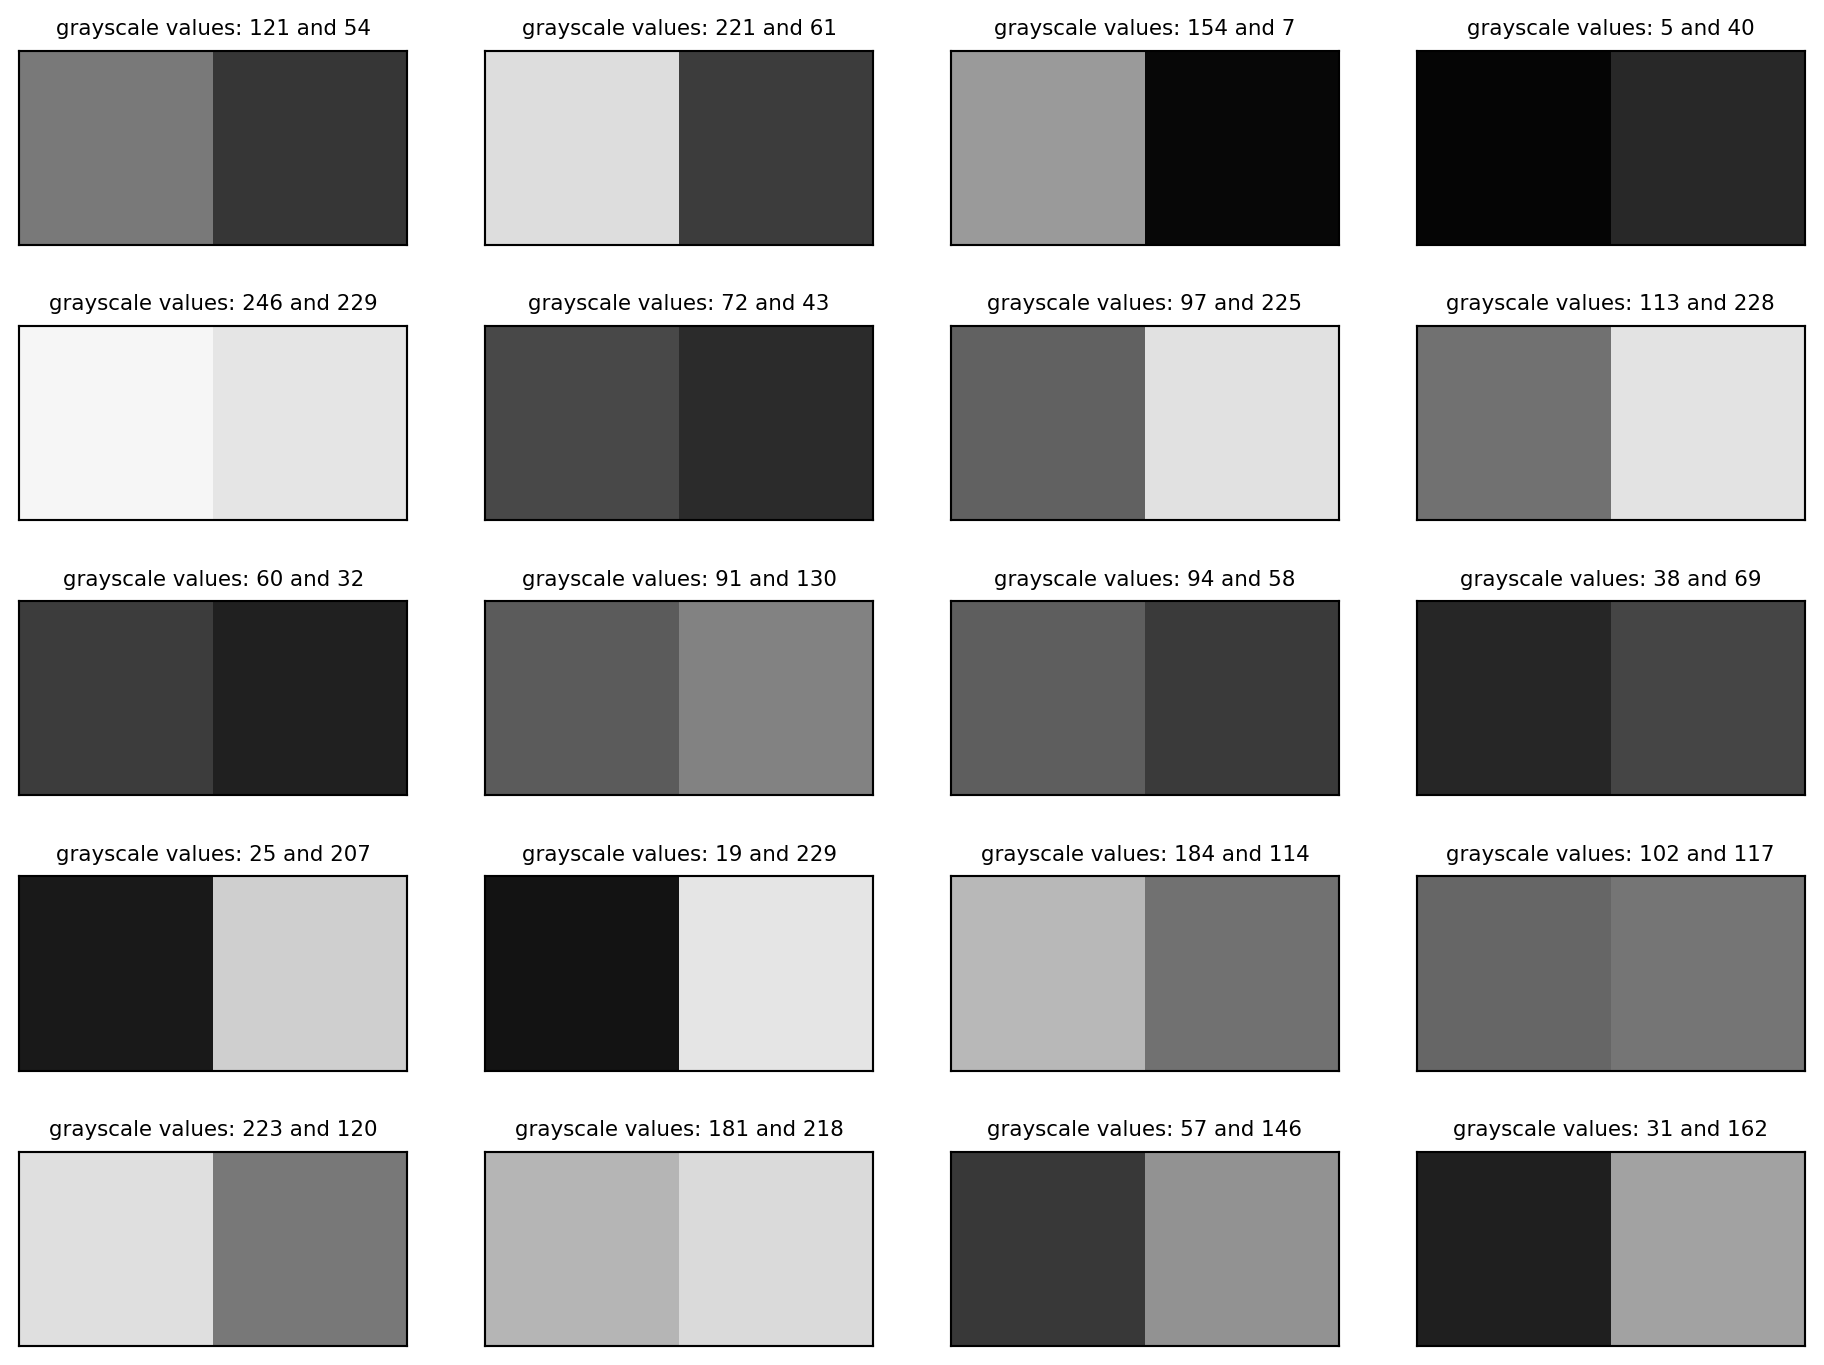 grayscale values: 121 and 54
grayscale values: 221 and 61
grayscale values: 154 and 7
grayscale values: 5 and 40
grayscale values: 246 and 229
grayscale values: 72 and 43
grayscale values: 97 and 225
grayscale values: 113 and 228
grayscale values: 60 and 32
grayscale values: 91 and 130
grayscale values: 94 and 58
grayscale values: 38 and 69
grayscale values: 25 and 207
grayscale values: 19 and 229
grayscale values: 184 and 114
grayscale values: 102 and 117
grayscale values: 223 and 120
grayscale values: 181 and 218
grayscale values: 57 and 146
grayscale values: 31 and 162